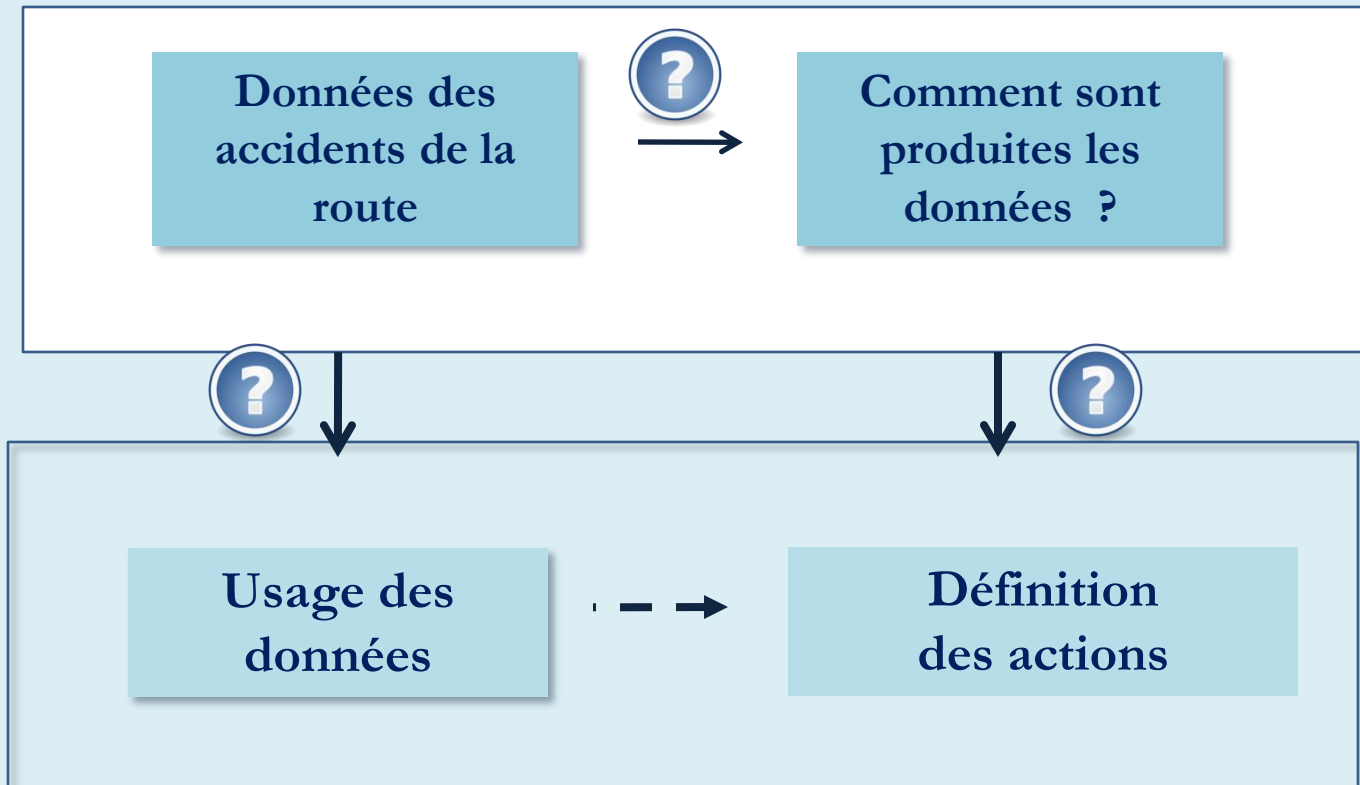 Données des
accidents de la
route
?
Comment sont
produites les
données  ?
?
?
Usage des
données
Définition
des actions